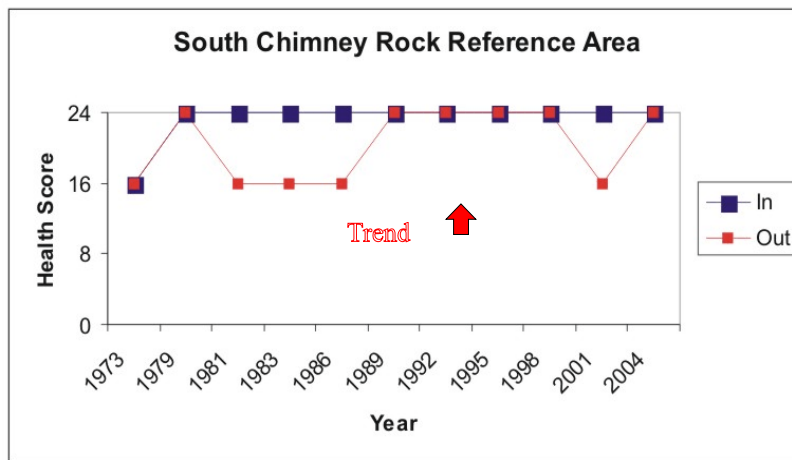 South Chimney Rock Reference Area
24
16
8
0
Health Score
Trend
In
Out
1973 1979 1981 1983 1986 1989 1992 1995 1998 2001 2004
Year